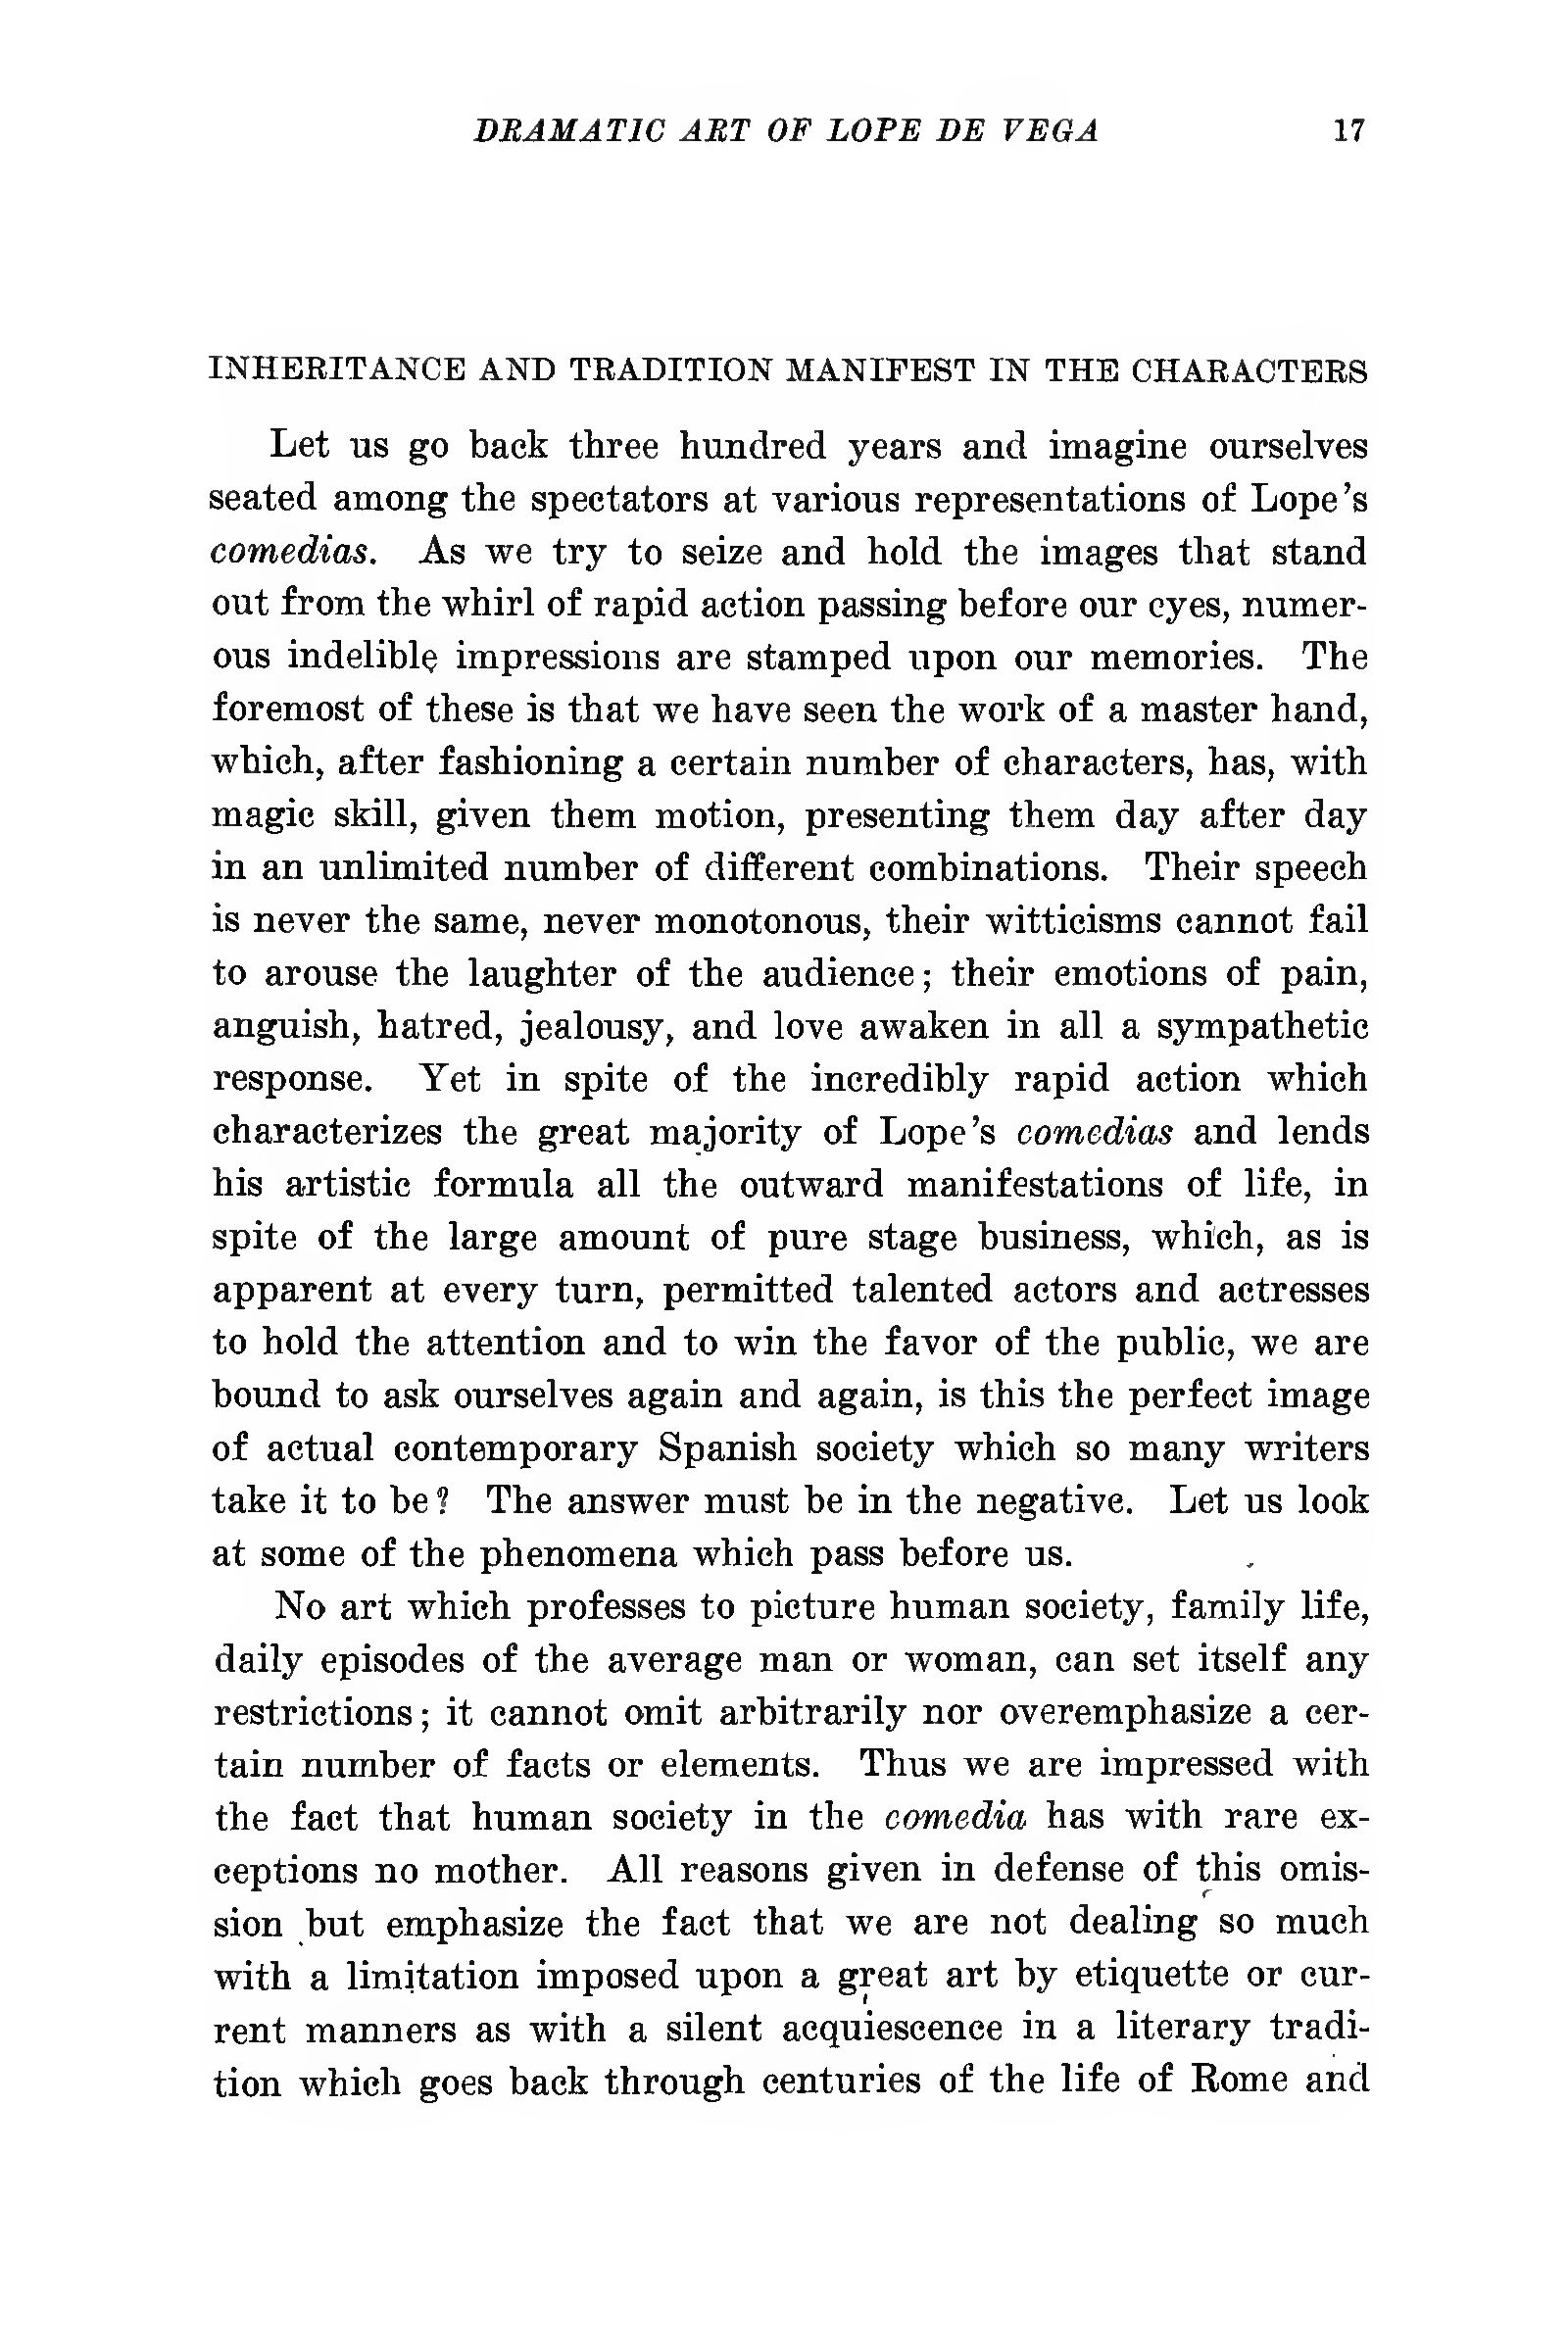 DRAMATIC ART OF LOPE DE VEGA 17
INHERITANCE AND TRADITION MANIFEST IN THE CHARACTERS
Let us go back three hundred years and imagine ourselves
seated among the spectators at various representations of Lope's
comedias. As we try to seize and hold the images that stand
out from the whirl of rapid action passing before our eyes, numer-
ous indelible impressions are stamped upon our memories. The
foremost of these is that we have seen the work of a master hand,
which, after fashioning a certain number of characters, has, with
magic skill, given them motion, presenting them day after day
in an unlimited number of different combinations. Their speech
is never the same, never monotonous, their witticisms cannot fail
to arouse the laughter of the audience; their emotions of pain,
anguish, hatred, jealousy, and love awaken in all a sympathetic
response. Yet in spite of the incredibly rapid action which
characterizes the great majority of Lope's comedias and lends
his artistic formula all the outward manifestations of life, in
spite of the large amount of pure stage business, which, as is
apparent at every turn, permitted talented actors and actresses
to hold the attention and to win the favor of the public, we are
bound to ask ourselves again and again, is this the perfect image
of actual contemporary Spanish society which so many writers
take it to be? The answer must be in the negative. Let us look
at some of the phenomena which pass before us.
No art which professes to picture human society, family life,
daily episodes of the average man or woman, can set itself any
restrictions; it cannot omit arbitrarily nor overemphasize a cer-
tain number of facts or elements. Thus we are impressed with
the fact that human society in the comedia has with rare ex-
ceptions no mother. All reasons given in defense of this omis-
sion but emphasize the fact that we are not dealing so much
with a limitation imposed upon a great art by etiquette or cur-
rent manners as with a silent acquiescence in a literary tradi-
tion which goes back through centuries of the life of Rome and